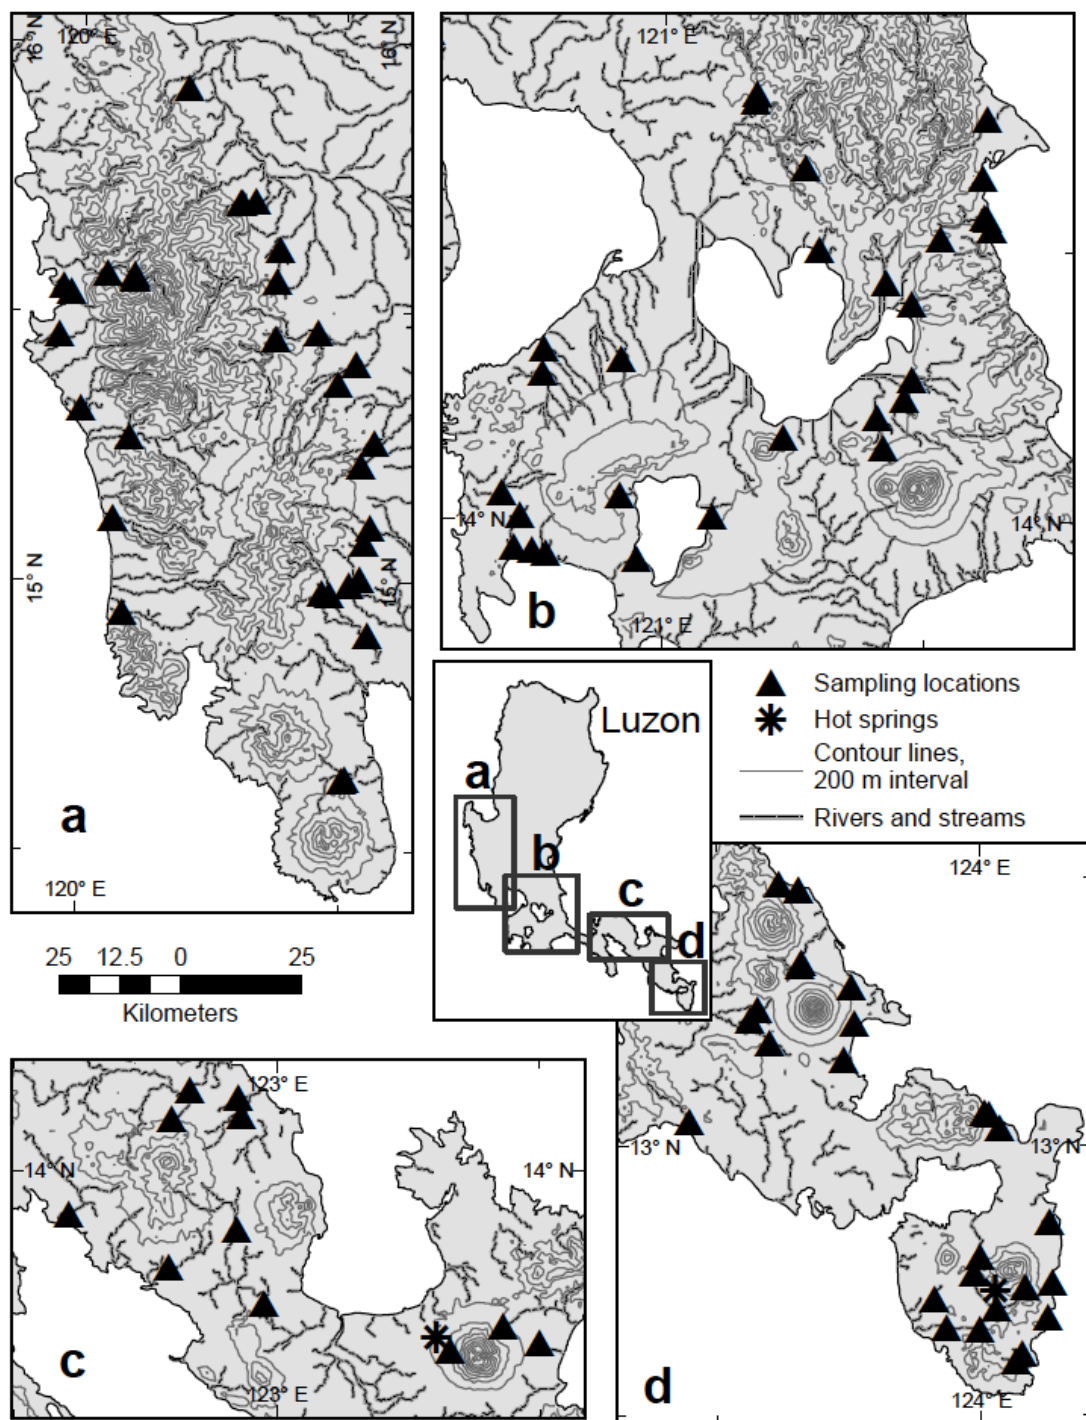 16° N
120° E
16° N
15° N
15° N
a
120° E
121° E
14° N
14° N
b
121° E
Luzon
a
b
c
d
Sampling locations
Hot springs
Contour lines,
200 m interval
Rivers and streams
25 12.5 0 25
Kilometers
123° E
14° N
14° N
c
123° E
124° E
13° N
13° N
d
124° E